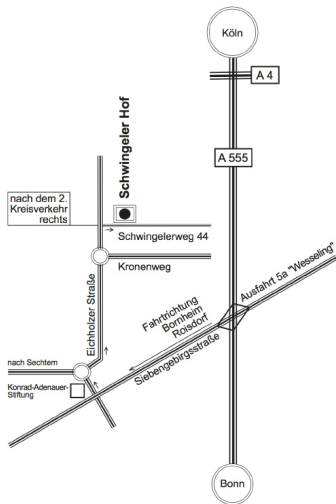 Köln
A 4
A 555
Schwingeler Hof
nach dem 2.
Kreisverkehr
rechts
Schwingelerweg 44
Kronenweg
Eichholzer Straße
Ausfahrt 5a "Wesseling"
Fahrtrichtung
Bornheim
Roisdorf
Siebengebirgsstraße
nach Sechtem
Konrad-Adenauer-
Stiftung
Bonn